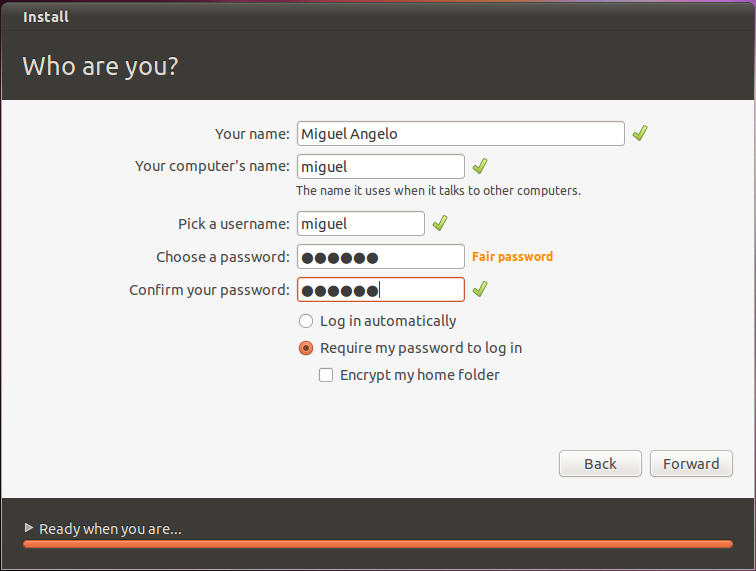 Install
Who are you?
Your name: Miguel Angelo
Your computer's name: miguel
The name it uses when it talks to other computers.
Pick a username: miguel
Choose a password: ●●●●●● Fair password
Confirm your password: ●●●●●●
Log in automatically
Require my password to log in
Encrypt my home folder
Back Forward
Ready when you are...